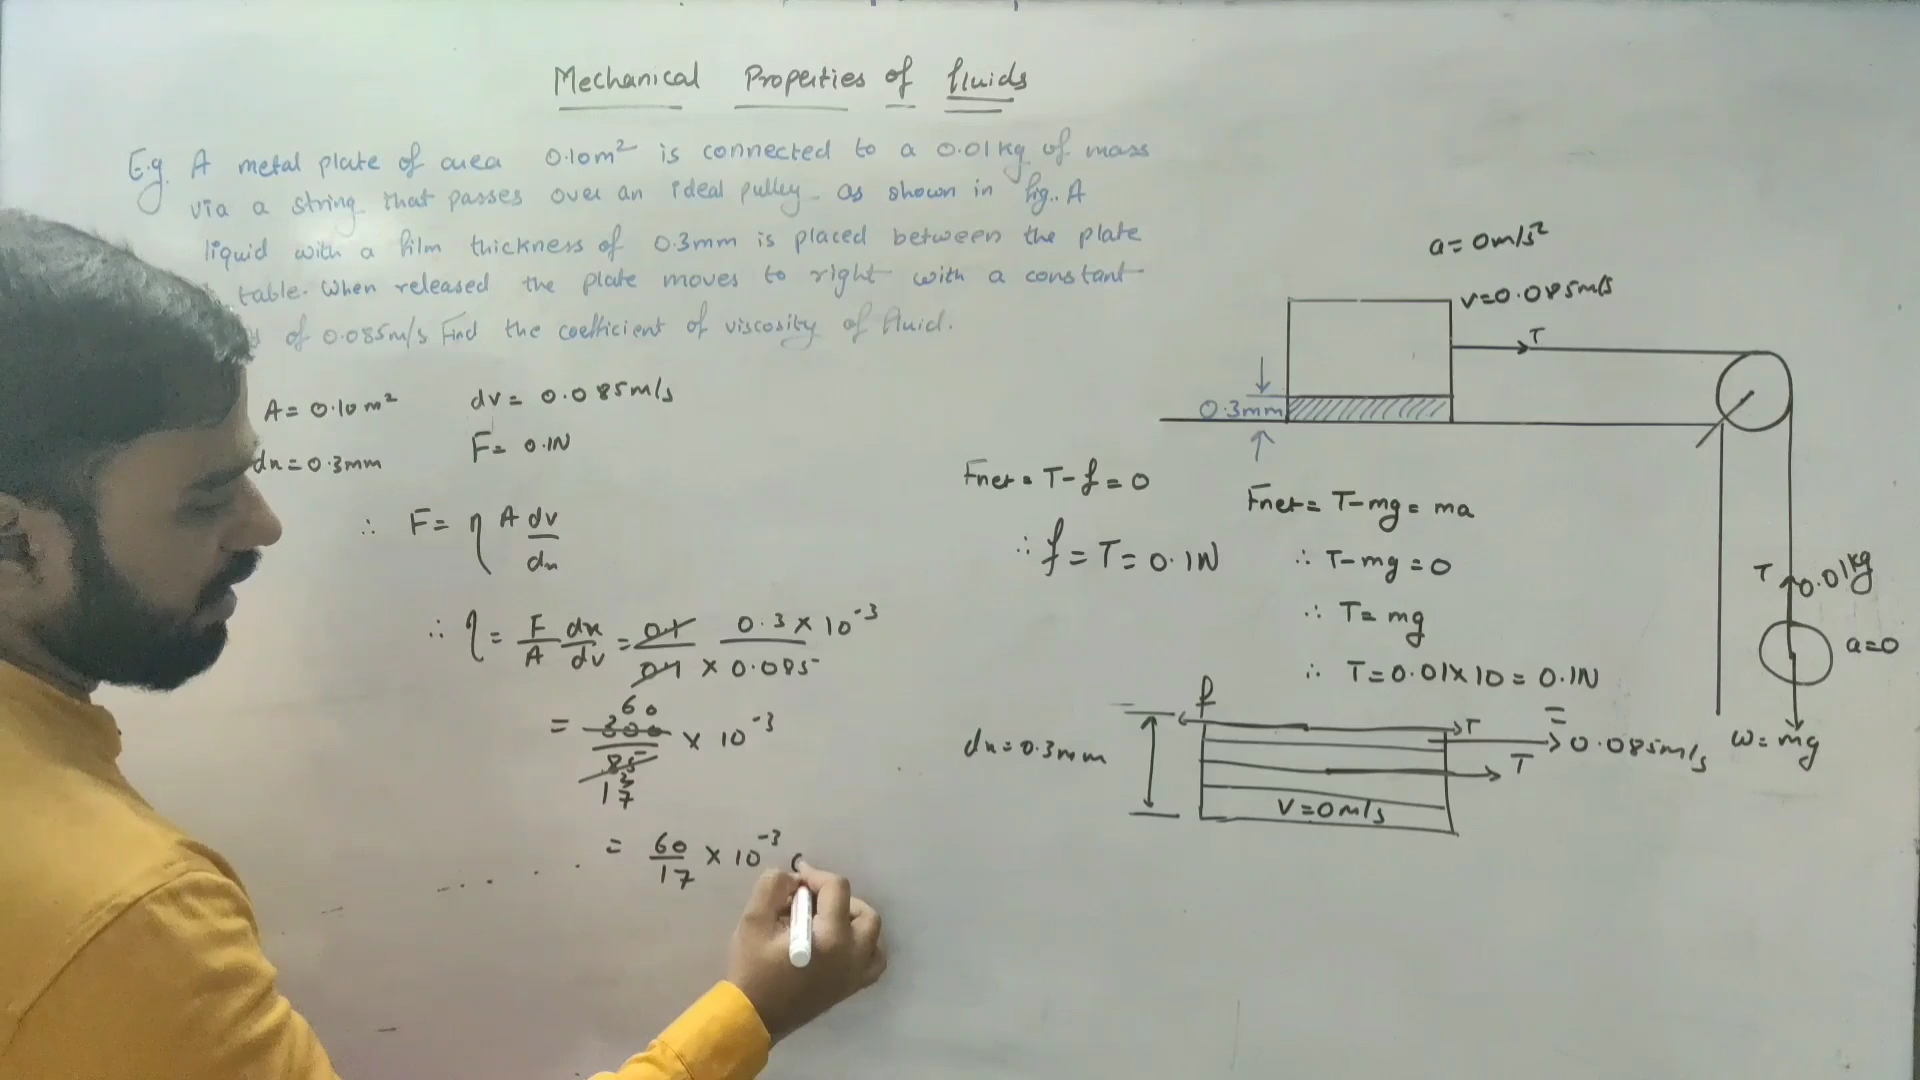 Mechanical Properties of fluids
E.g. A metal plate of area 0.10m² is connected to a 0.01kg of mass
via a string that passes over an ideal pulley as shown in fig. A
liquid with a film thickness of 0.3mm is placed between the plate
table. When released the plate moves to right with a constant
of 0.085m/s Find the coefficient of viscosity of fluid.
A = 0.10m²
dv = 0.085m/s
dx = 0.3mm
F = 0.1N
∴ F = η A dv/dx
∴ η = F/A dx/dv = 0.1/0.1 × 0.3 × 10⁻³/0.085
= 300/85 × 10⁻³
60
17
= 60/17 × 10⁻³
a = 0m/s²
v = 0.085m/s
T
0.3mm
Fnet = T - f = 0
∴ f = T = 0.1N
Fnet = T - mg = ma
∴ T - mg = 0
∴ T = mg
∴ T = 0.01 × 10 = 0.1N
T
0.01kg
a = 0
w = mg
f
T
0.085m/s
T
dx = 0.3mm
v = 0m/s